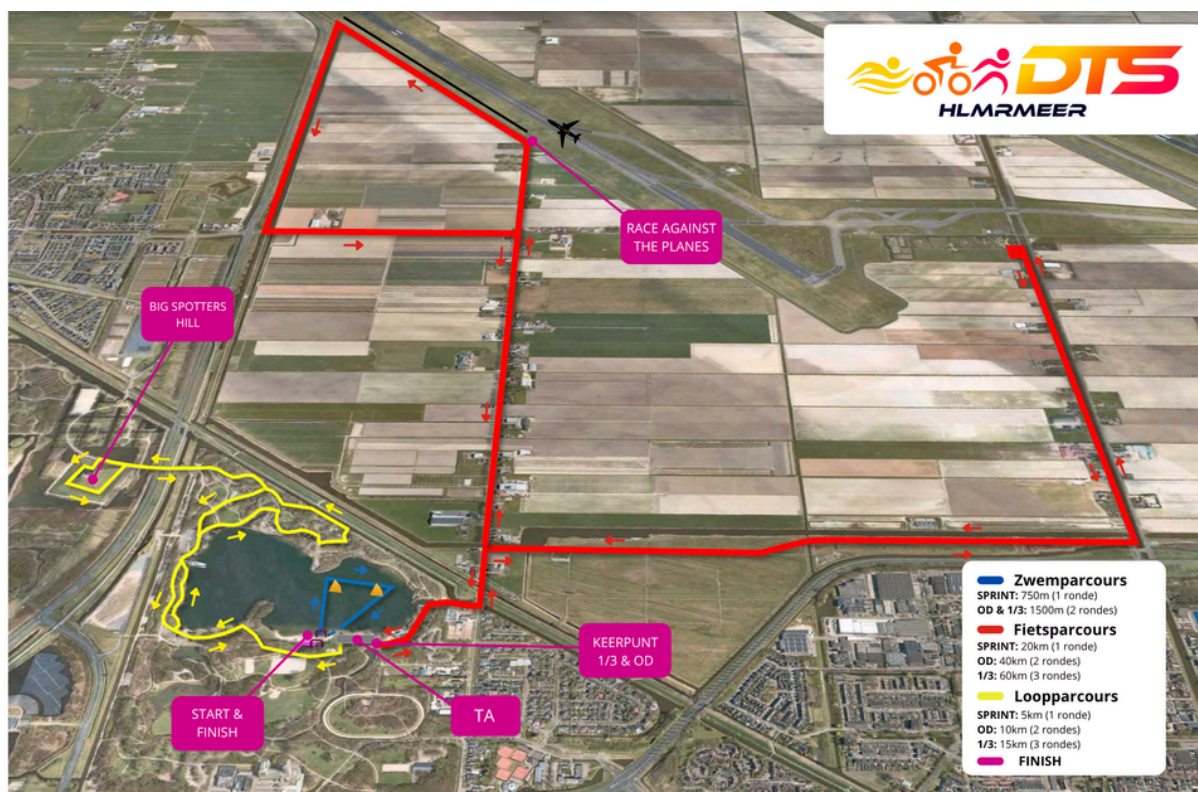 DTS
HLMRMEER
RACE AGAINST
THE PLANES
BIG SPOTTERS
HILL
KEERPUNT
1/3 & OD
START &
FINISH
TA
Zwemparcours
SPRINT: 750m (1 ronde)
OD & 1/3: 1500m (2 rondes)
Fietsparcours
SPRINT: 20km (1 ronde)
OD: 40km (2 rondes)
1/3: 60km (3 rondes)
Loopparcours
SPRINT: 5km (1 ronde)
OD: 10km (2 rondes)
1/3: 15km (3 rondes)
FINISH